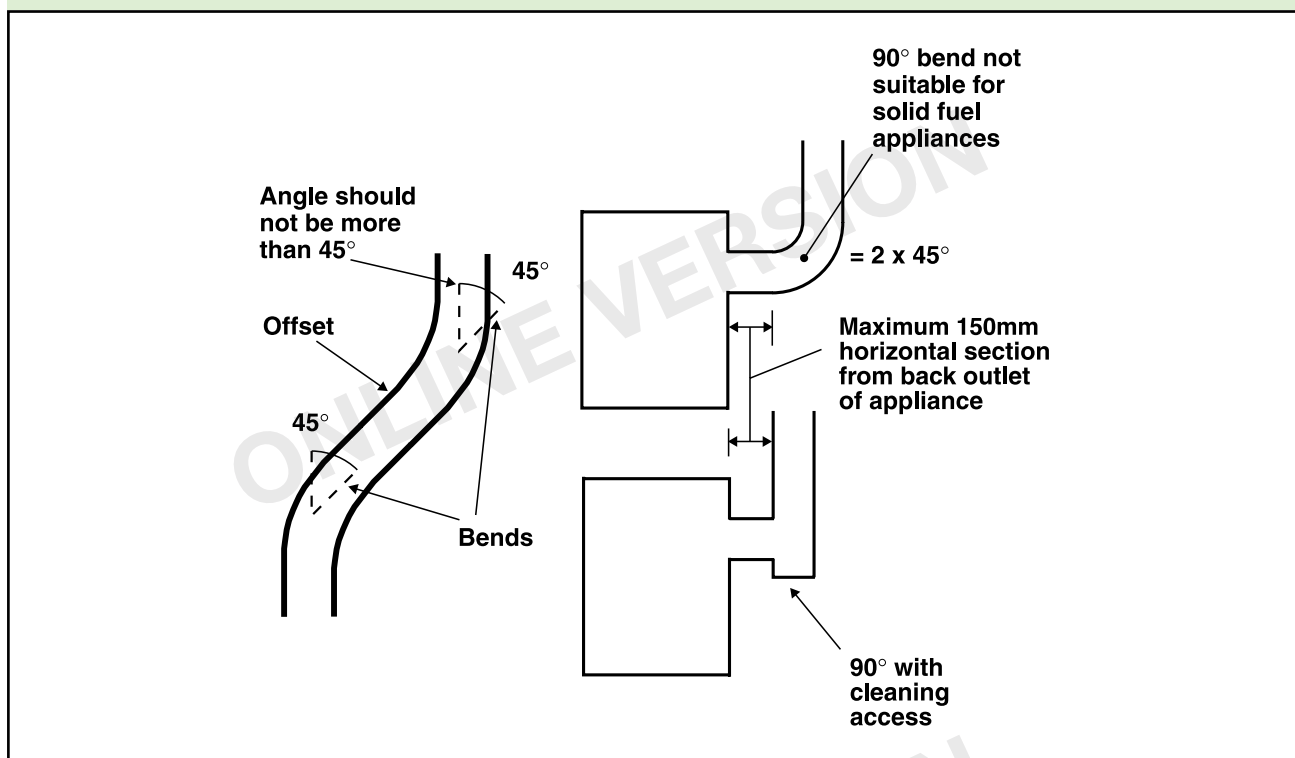 90° bend not
suitable for
solid fuel
appliances
Angle should
not be more
than 45°
45°
= 2 x 45°
Offset
Maximum 150mm
horizontal section
from back outlet
of appliance
45°
Bends
90° with
cleaning
access
ONLINE VERSION